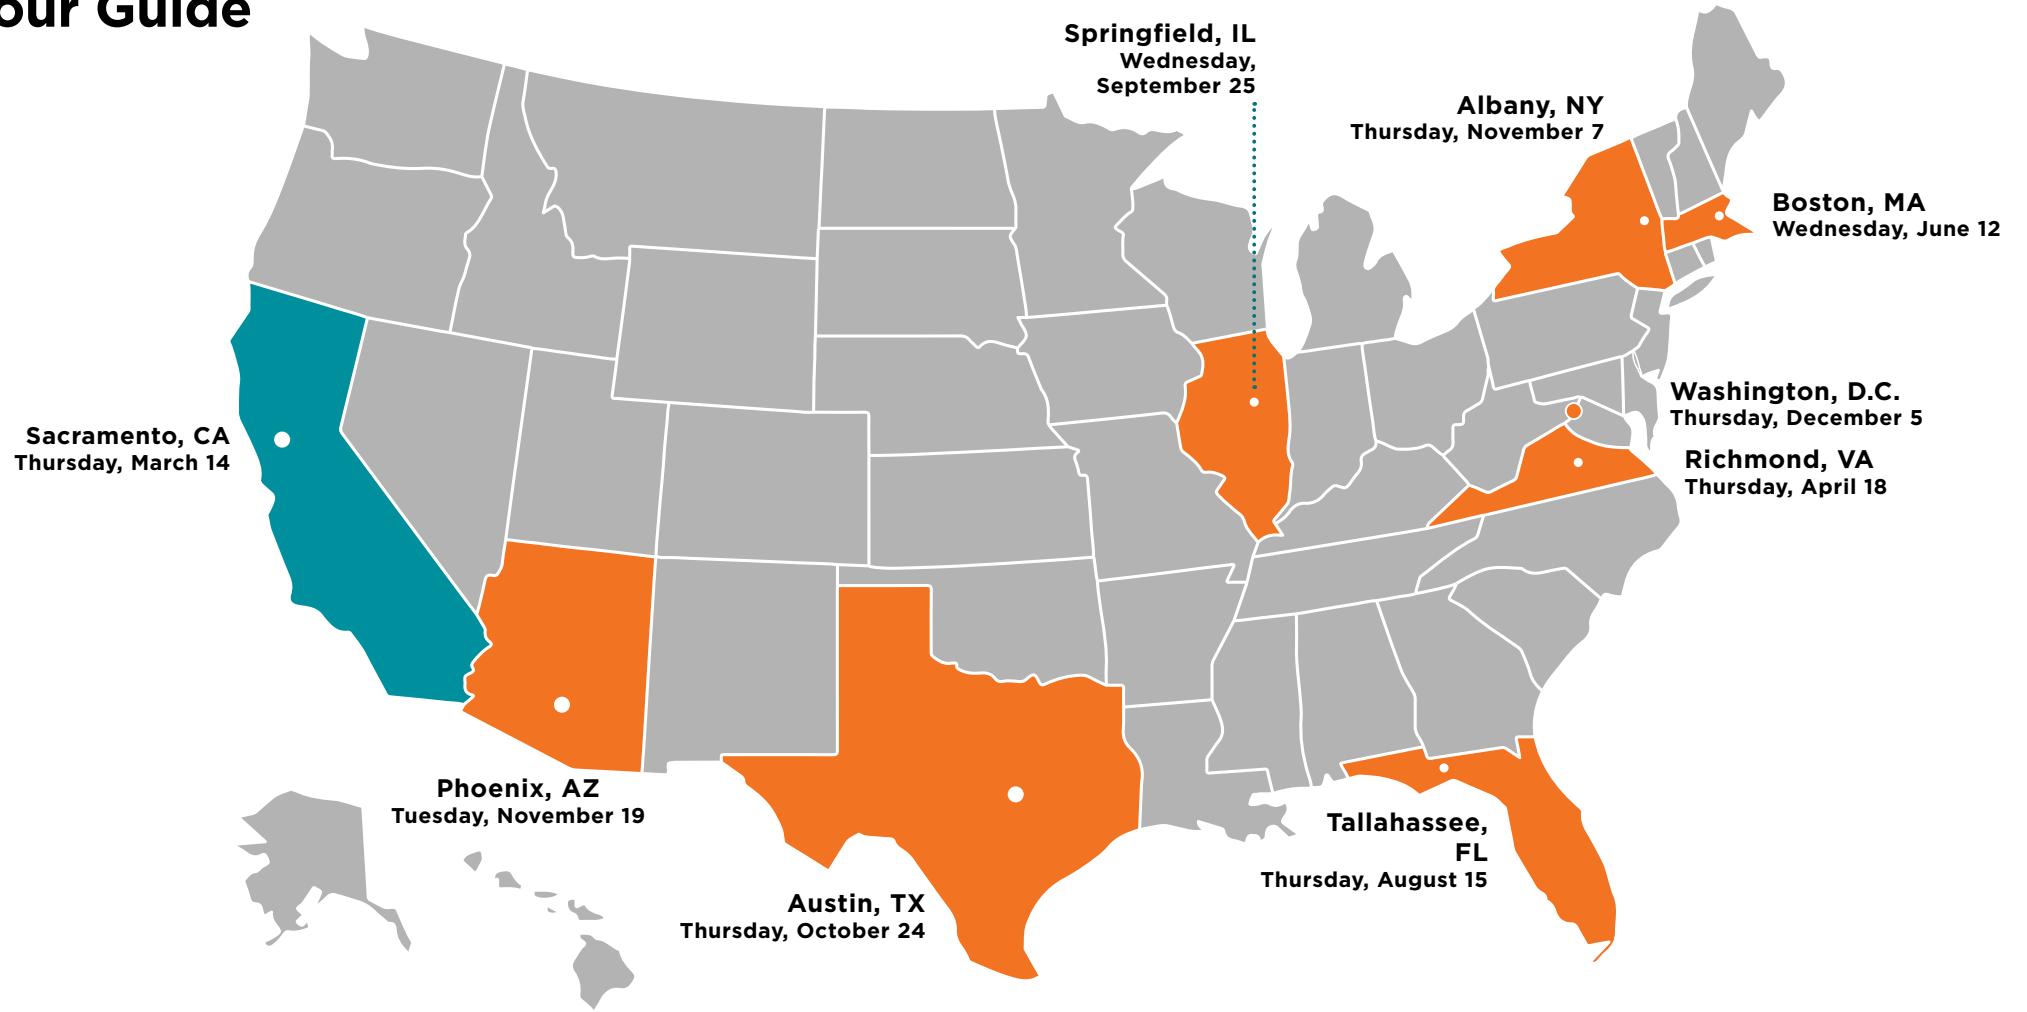 our Guide
Springfield, IL
Wednesday,
September 25
Albany, NY
Thursday, November 7
Boston, MA
Wednesday, June 12
Washington, D.C.
Thursday, December 5
Sacramento, CA
Thursday, March 14
Richmond, VA
Thursday, April 18
Phoenix, AZ
Tuesday, November 19
Tallahassee,
FL
Thursday, August 15
Austin, TX
Thursday, October 24